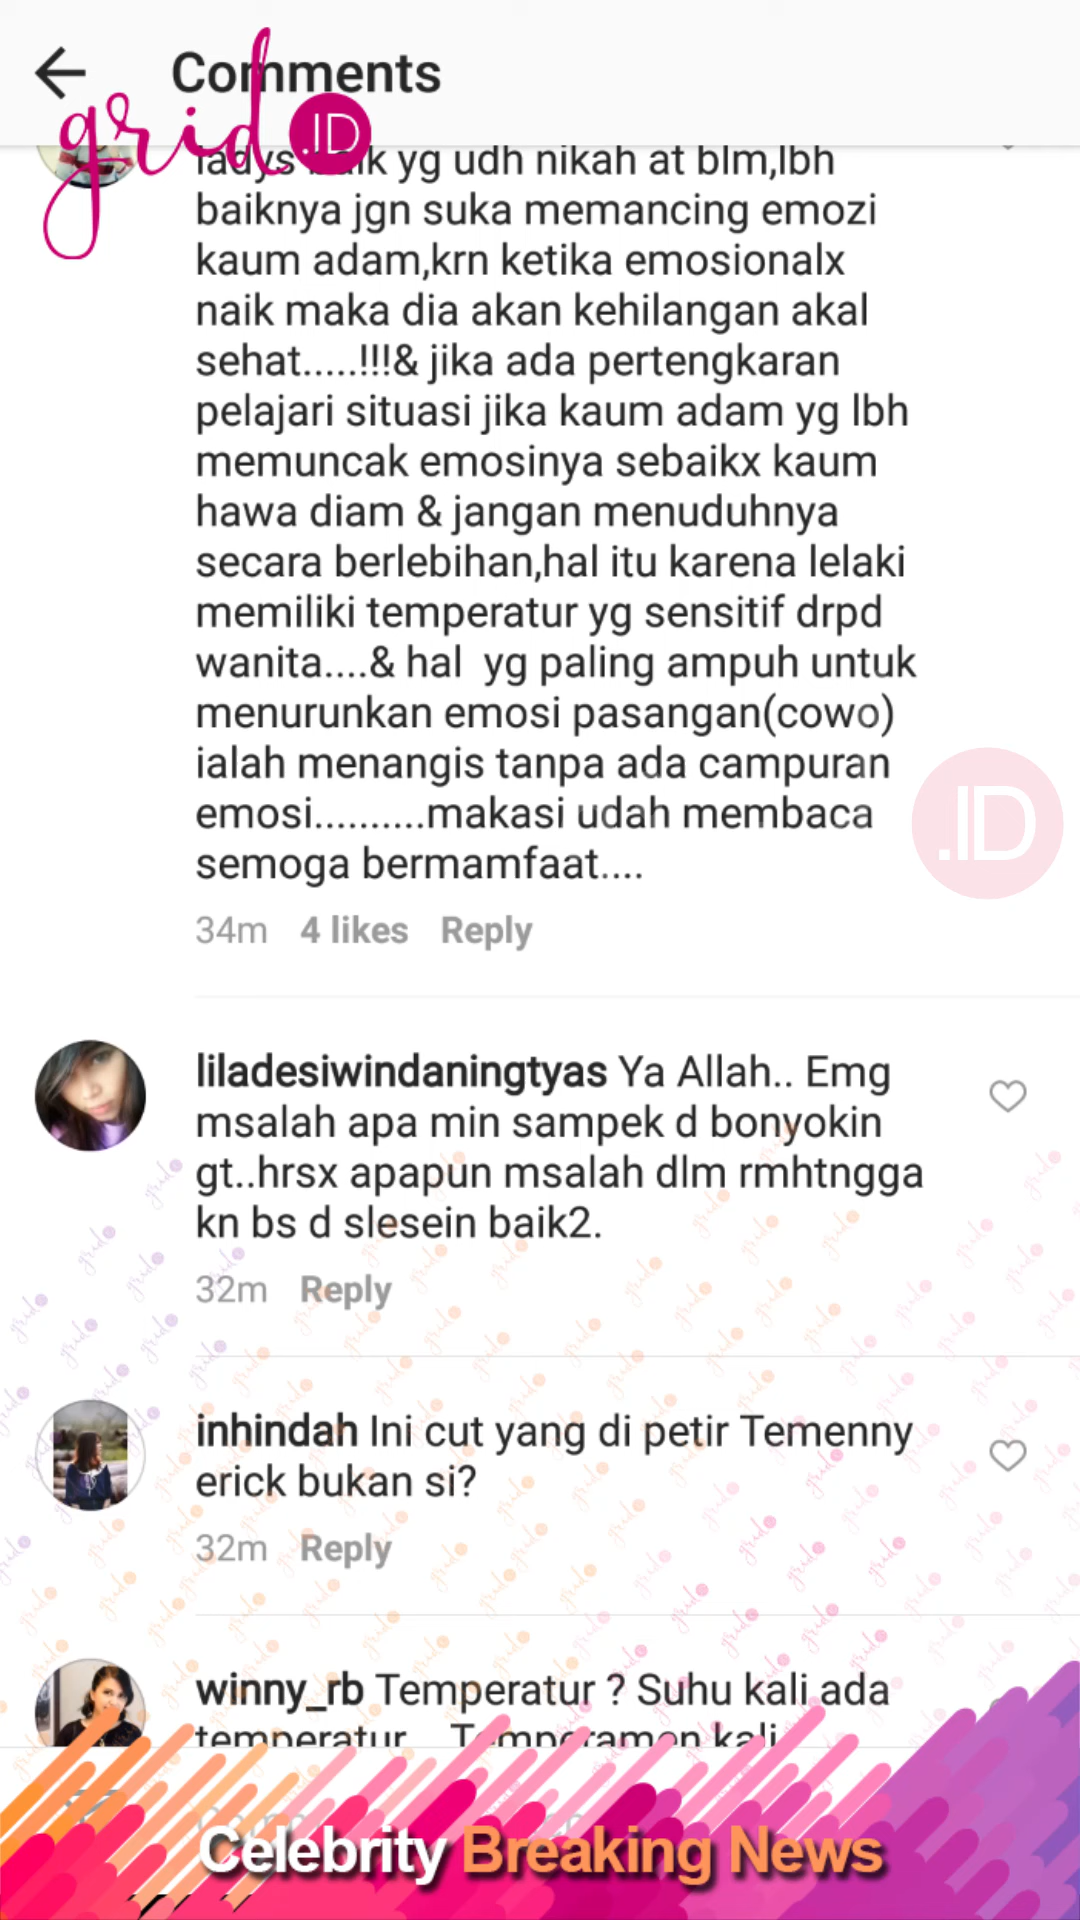 Comments
grid.ID
ladys baik yg udh nikah at blm,lbh
baiknya jgn suka memancing emozi
kaum adam,krn ketika emosionalx
naik maka dia akan kehilangan akal
sehat.....!!!& jika ada pertengkaran
pelajari situasi jika kaum adam yg lbh
memuncak emosinya sebaikx kaum
hawa diam & jangan menuduhnya
secara berlebihan,hal itu karena lelaki
memiliki temperatur yg sensitif drpd
wanita....& hal  yg paling ampuh untuk
menurunkan emosi pasangan(cowo)
ialah menangis tanpa ada campuran
emosi..........makasi udah membaca
semoga bermamfaat....
.ID
34m 4 likes Reply
liladesiwindaningtyas Ya Allah.. Emg
msalah apa min sampek d bonyokin
gt..hrsx apapun msalah dlm rmhtngga
kn bs d slesein baik2.
32m Reply
inhindah Ini cut yang di petir Temenny
erick bukan si?
32m Reply
winny_rb Temperatur ? Suhu kali ada
temperatur... Temperamen kali
Celebrity Breaking News